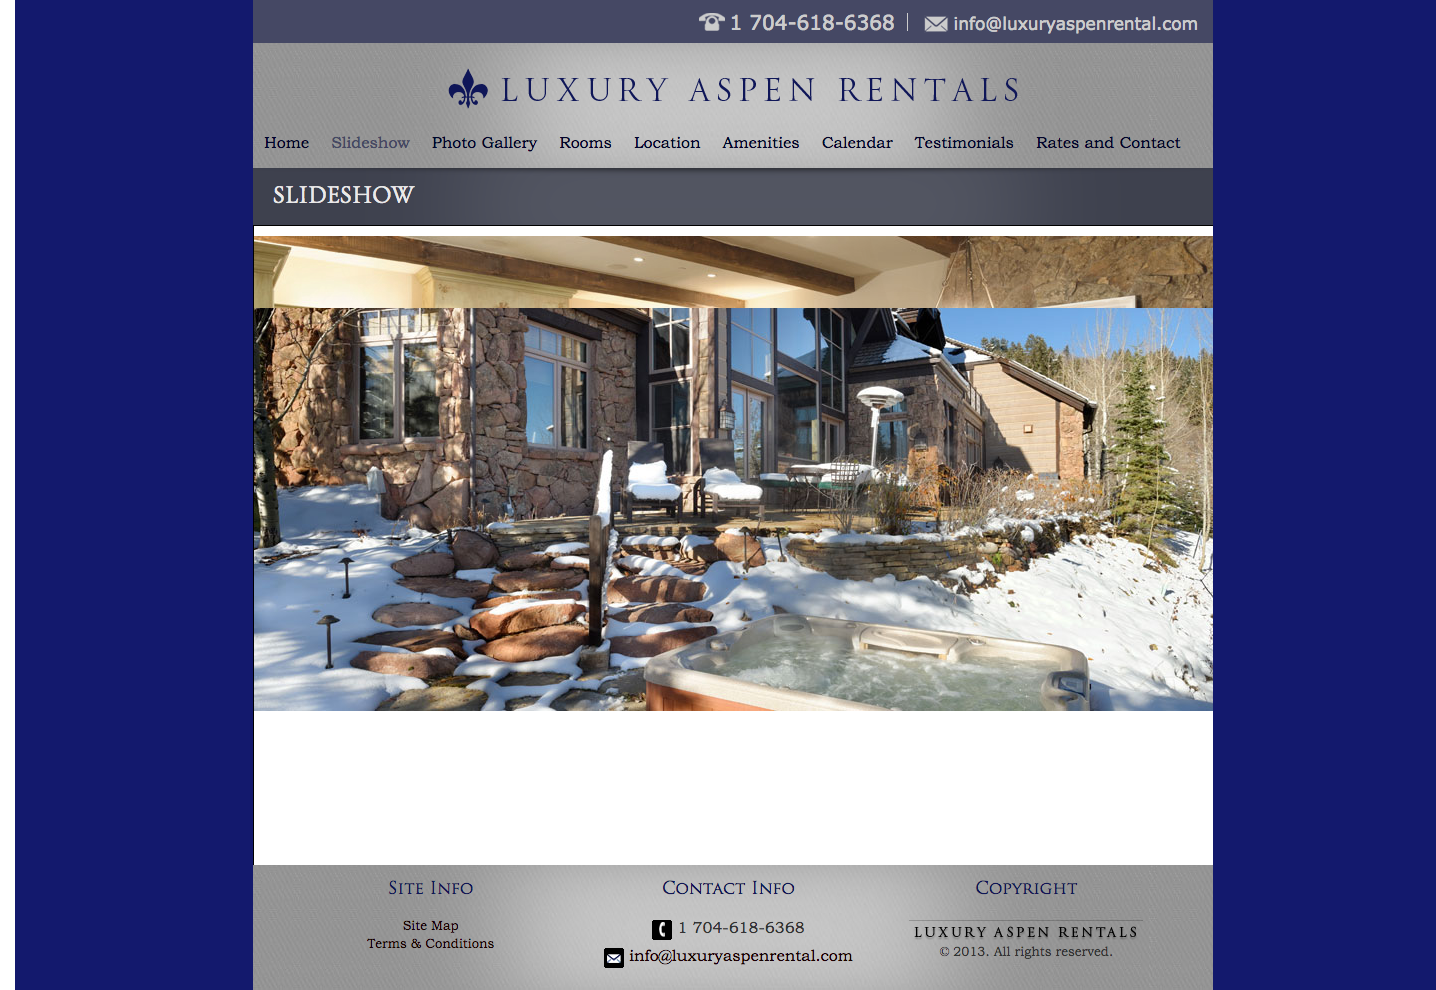 1 704-618-6368 | info@luxuryaspenrental.com
LUXURY ASPEN RENTALS
Home Slideshow Photo Gallery Rooms Location Amenities Calendar Testimonials Rates and Contact
SLIDESHOW
Site Info
Site Map
Terms & Conditions
Contact Info
1 704-618-6368
info@luxuryaspenrental.com
Copyright
LUXURY ASPEN RENTALS
© 2013. All rights reserved.